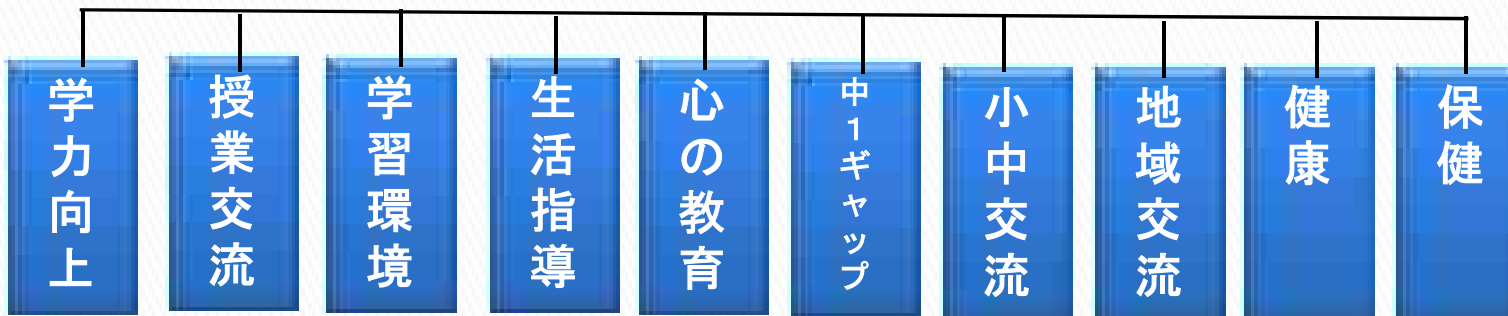 学力向上
授業交流
学習環境
生活指導
心の教育
中1ギャップ
小中交流
地域交流
健康
保健